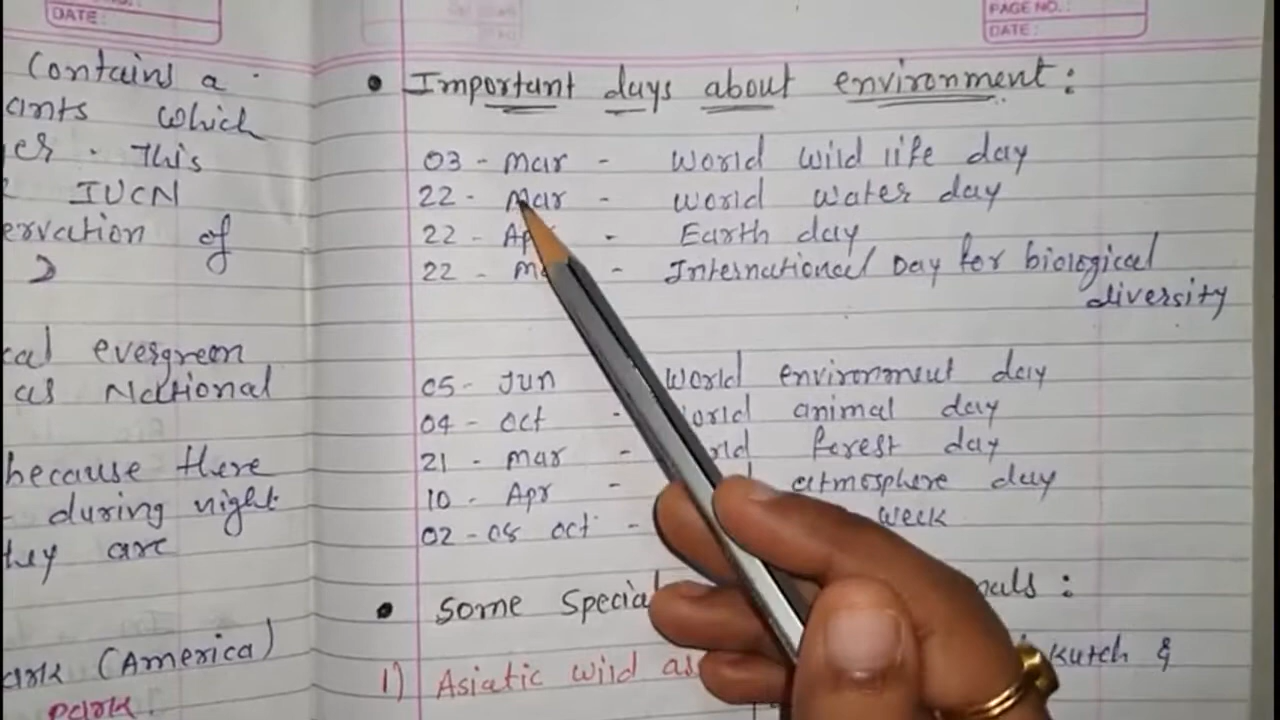 DATE :
contains a
ants which
er. This
IUCN
ervation of
)
cal evergreen
as National
because there
during night
they are
ark (America)
park.
PAGE NO. :
DATE :
• Important days about environment :
03 - Mar - World wild life day
22 - Mar - World water day
22 - Ap - Earth day
22 - Ma - International Day for biological
diversity
05 - Jun World environment day
04 - Oct - orld animal day
21 - Mar - rld forest day
10 - Apr - atmosphere day
02 - 08 Oct - week
• Some Special nals :
1) Asiatic wild as kutch &